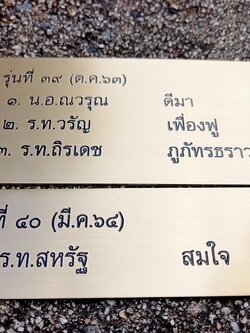 รุ่นที่ ๓๙ (ต.ค.๖๓)
๑. น.อ.ณวรุณ ดีมา
๒. ร.ท.วรัญ เฟื่องฟู
๓. ร.ท.ถิรเดช ภูภัทรธราว
ที่ ๔๐ (มี.ค.๖๔)
ร.ท.สหรัฐ สมใจ